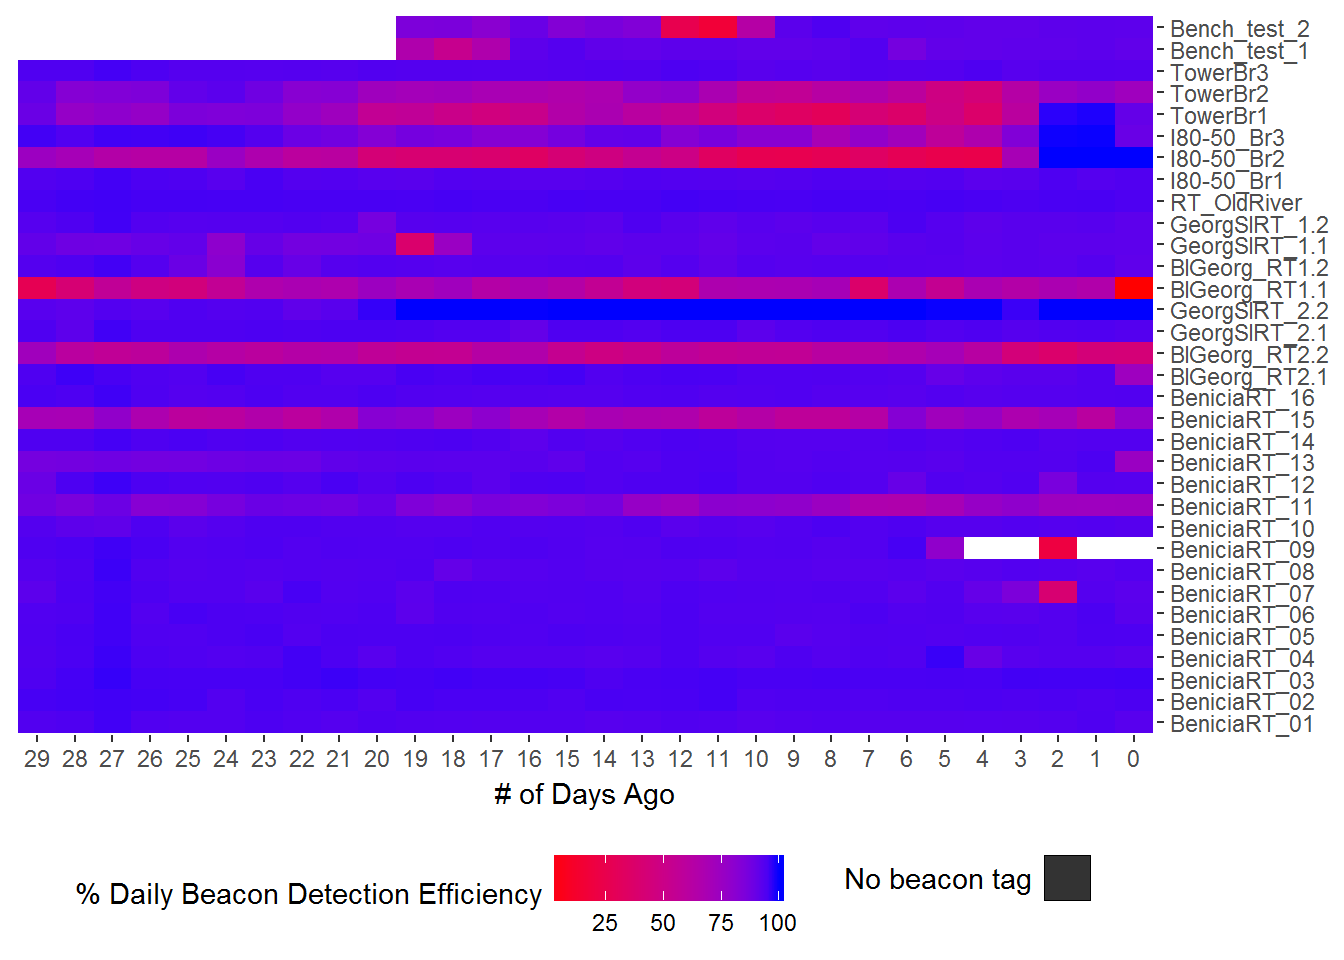 Bench_test_2
Bench_test_1
TowerBr3
TowerBr2
TowerBr1
I80-50_Br3
I80-50_Br2
I80-50_Br1
RT_OldRiver
GeorgSlRT_1.2
GeorgSlRT_1.1
BlGeorg_RT1.2
BlGeorg_RT1.1
GeorgSlRT_2.2
GeorgSlRT_2.1
BlGeorg_RT2.2
BlGeorg_RT2.1
BeniciaRT_16
BeniciaRT_15
BeniciaRT_14
BeniciaRT_13
BeniciaRT_12
BeniciaRT_11
BeniciaRT_10
BeniciaRT_09
BeniciaRT_08
BeniciaRT_07
BeniciaRT_06
BeniciaRT_05
BeniciaRT_04
BeniciaRT_03
BeniciaRT_02
BeniciaRT_01
29 28 27 26 25 24 23 22 21 20 19 18 17 16 15 14 13 12 11 10 9 8 7 6 5 4 3 2 1 0
# of Days Ago
% Daily Beacon Detection Efficiency
25 50 75 100
No beacon tag